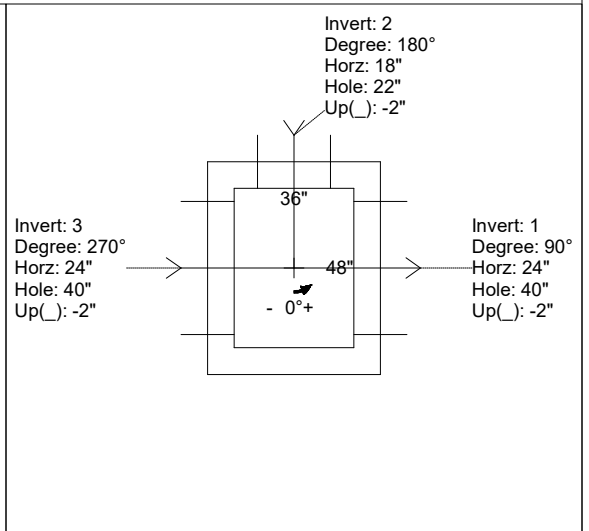 Invert: 2
Degree: 180°
Horz: 18"
Hole: 22"
Up(_): -2"
36"
Invert: 3
Degree: 270°
Horz: 24"
Hole: 40"
Up(_): -2"
48"
- 0°+
Invert: 1
Degree: 90°
Horz: 24"
Hole: 40"
Up(_): -2"